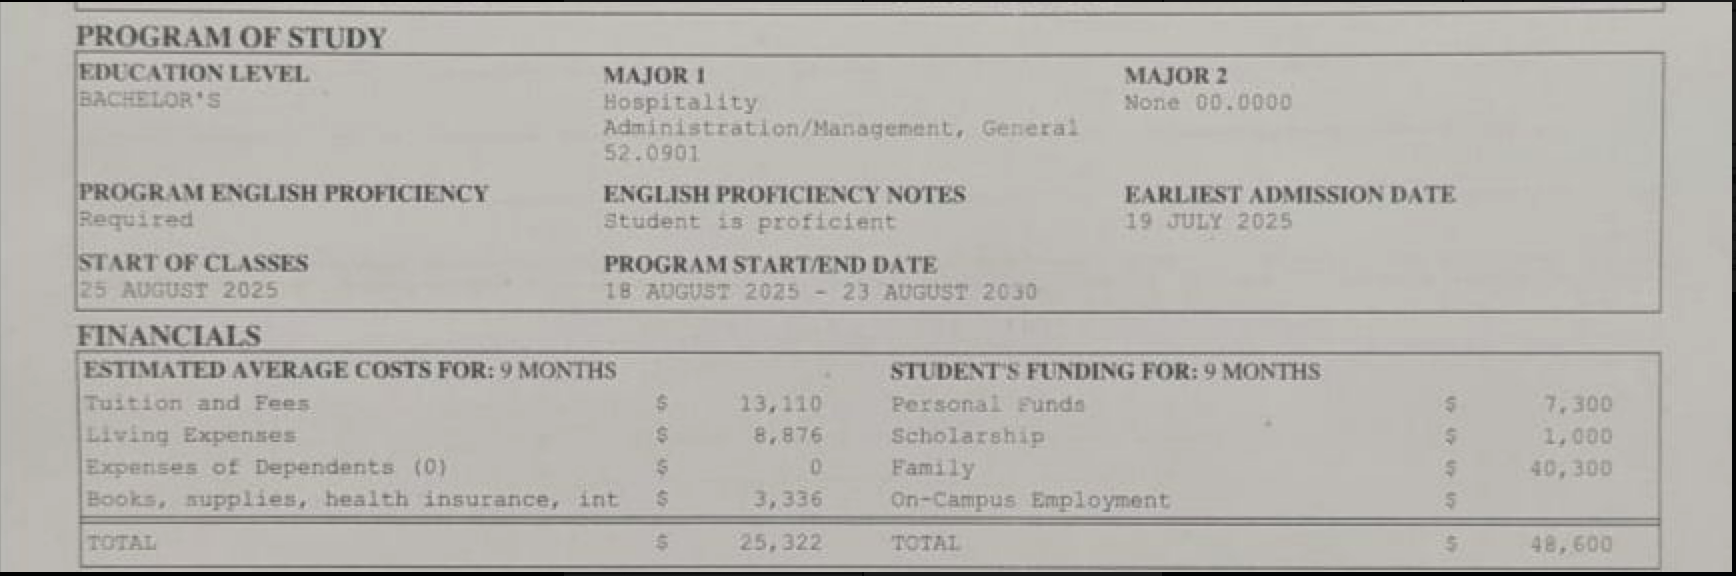 PROGRAM OF STUDY
EDUCATION LEVEL MAJOR 1 MAJOR 2
BACHELOR'S Hospitality None 00.0000
Administration/Management, General
52.0901
PROGRAM ENGLISH PROFICIENCY ENGLISH PROFICIENCY NOTES EARLIEST ADMISSION DATE
Required Student is proficient 19 JULY 2025
START OF CLASSES PROGRAM START/END DATE
25 AUGUST 2025 18 AUGUST 2025 - 23 AUGUST 2030
FINANCIALS
ESTIMATED AVERAGE COSTS FOR: 9 MONTHS STUDENT'S FUNDING FOR: 9 MONTHS
Tuition and Fees $ 13,110 Personal Funds $ 7,300
Living Expenses $ 8,876 Scholarship $ 1,000
Expenses of Dependents (0) $ 0 Family $ 40,300
Books, supplies, health insurance, int $ 3,336 On-Campus Employment $
TOTAL $ 25,322 TOTAL $ 48,600